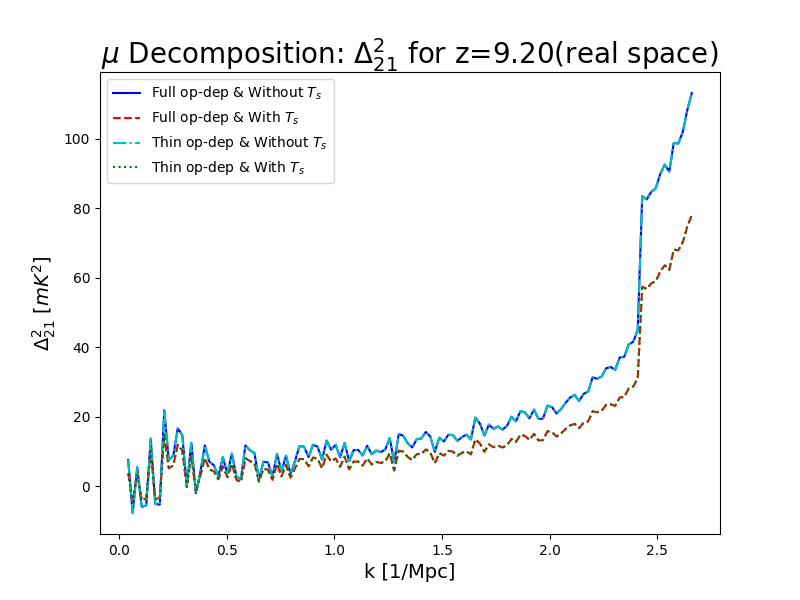 μ Decomposition: Δ²₂₁ for z=9.20(real space)
Full op-dep & Without Tₛ
Full op-dep & With Tₛ
Thin op-dep & Without Tₛ
Thin op-dep & With Tₛ
Δ²₂₁ [mK²]
100
80
60
40
20
0
0.0 0.5 1.0 1.5 2.0 2.5
k [1/Mpc]